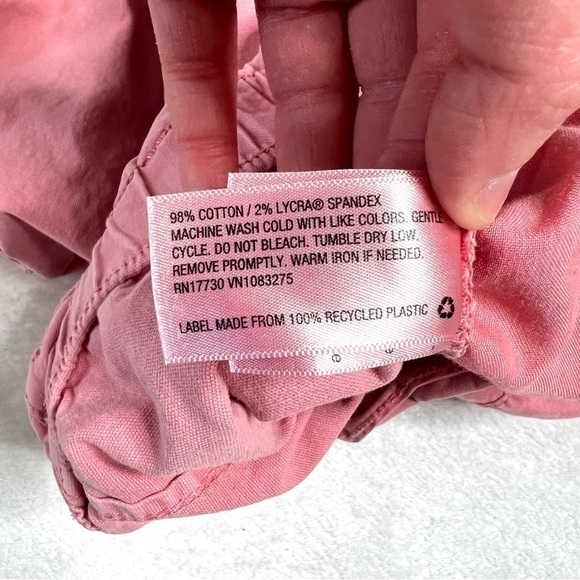 98% COTTON / 2% LYCRA® SPANDEX
MACHINE WASH COLD WITH LIKE COLORS. GENTLE
CYCLE. DO NOT BLEACH. TUMBLE DRY LOW.
REMOVE PROMPTLY. WARM IRON IF NEEDED.
RN17730 VN1083275
LABEL MADE FROM 100% RECYCLED PLASTIC